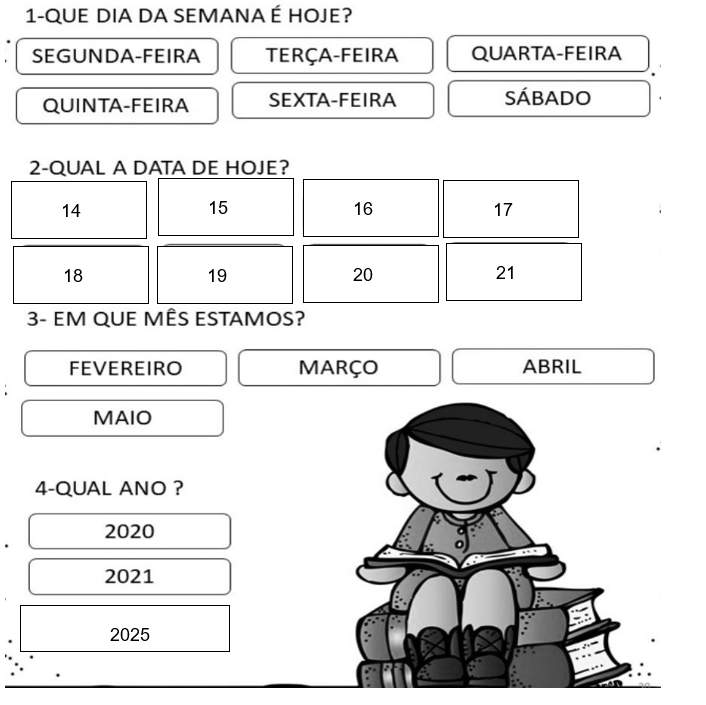 1-QUE DIA DA SEMANA É HOJE?
SEGUNDA-FEIRA TERÇA-FEIRA QUARTA-FEIRA
QUINTA-FEIRA SEXTA-FEIRA SÁBADO
2-QUAL A DATA DE HOJE?
14 15 16 17
18 19 20 21
3- EM QUE MÊS ESTAMOS?
FEVEREIRO MARÇO ABRIL
MAIO
4-QUAL ANO ?
2020
2021
2025